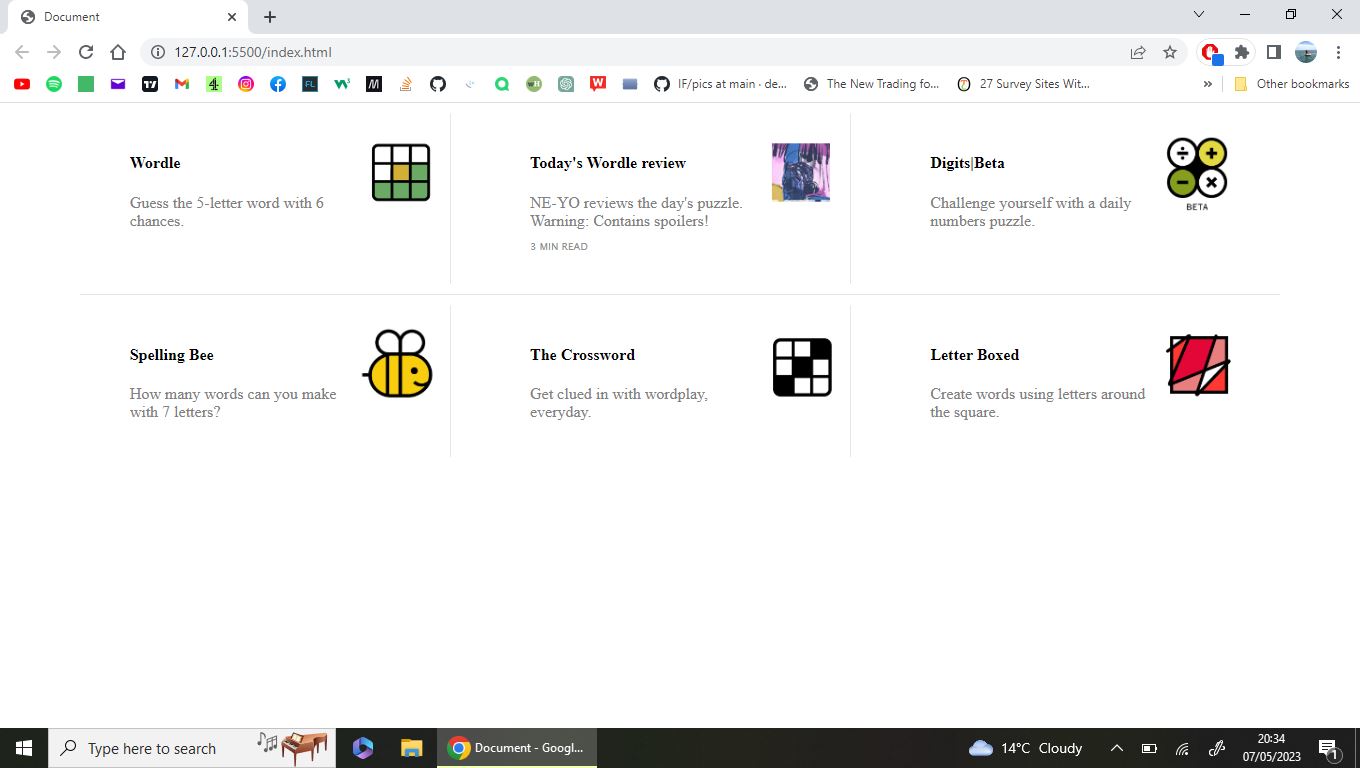 Document
127.0.0.1:5500/index.html
IF/pics at main · de...
The New Trading fo...
27 Survey Sites Wit...
»
Other bookmarks
Wordle
Guess the 5-letter word with 6
chances.
Today's Wordle review
NE-YO reviews the day's puzzle.
Warning: Contains spoilers!
3 MIN READ
Digits|Beta
Challenge yourself with a daily
numbers puzzle.
BETA
Spelling Bee
How many words can you make
with 7 letters?
The Crossword
Get clued in with wordplay,
everyday.
Letter Boxed
Create words using letters around
the square.
Type here to search
Document - Googl...
14°C Cloudy
20:34
07/05/2023
1